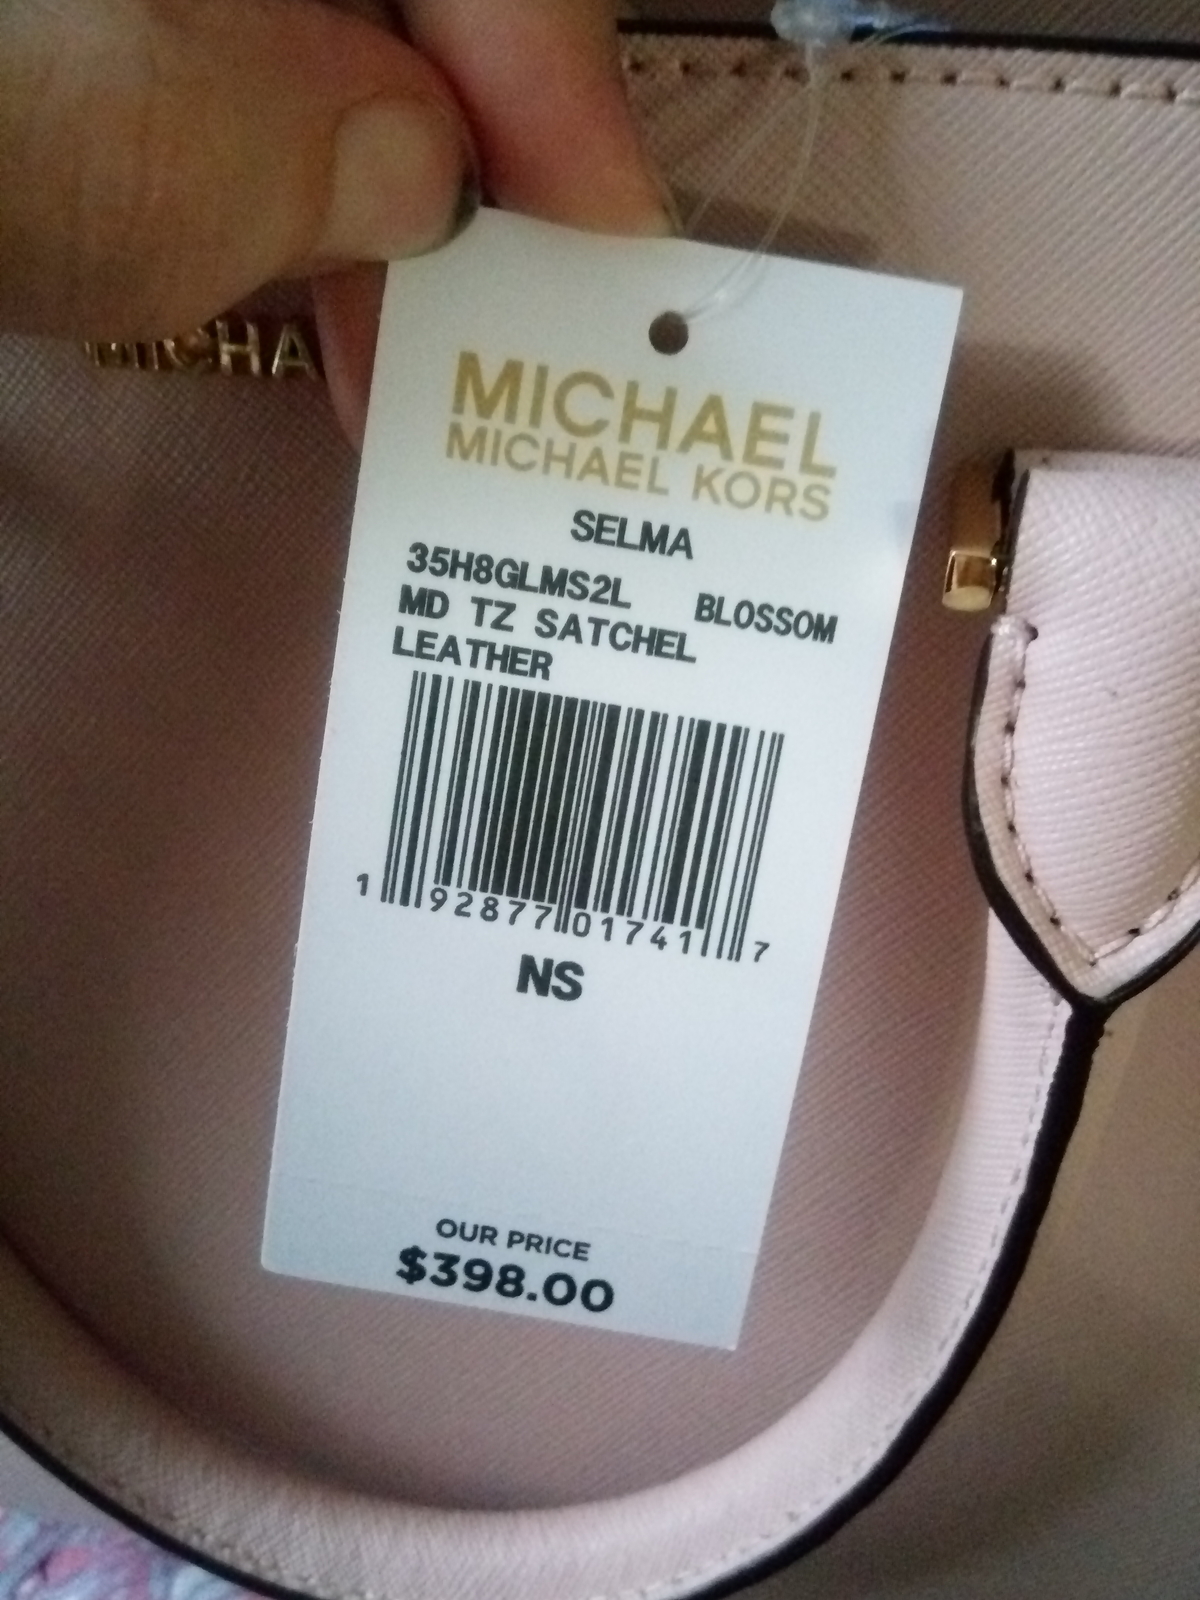 MICHA
MICHAEL
MICHAEL KORS
SELMA
35H8GLMS2L BLOSSOM
MD TZ SATCHEL
LEATHER
1 92877 01741 7
NS
OUR PRICE
$398.00